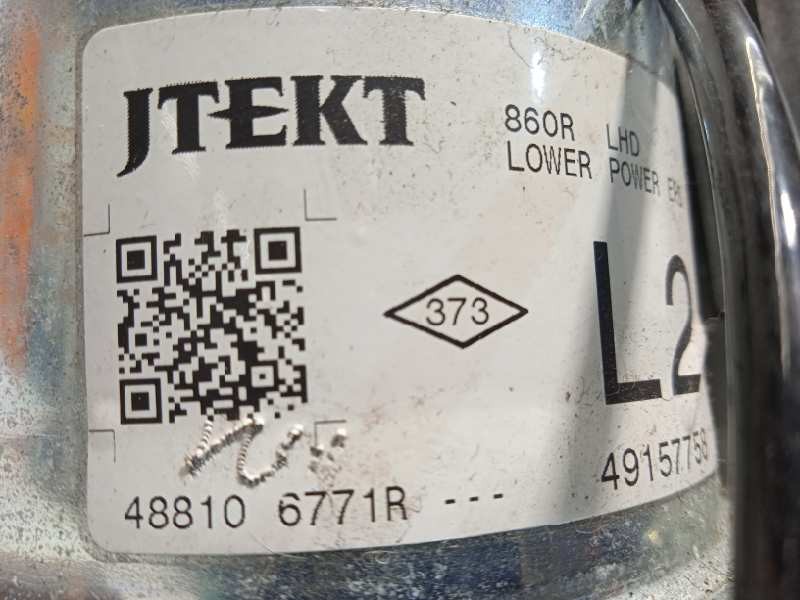 JTEKT
860R LHD
LOWER POWER
373
L2
49157758
48810 6771R ---